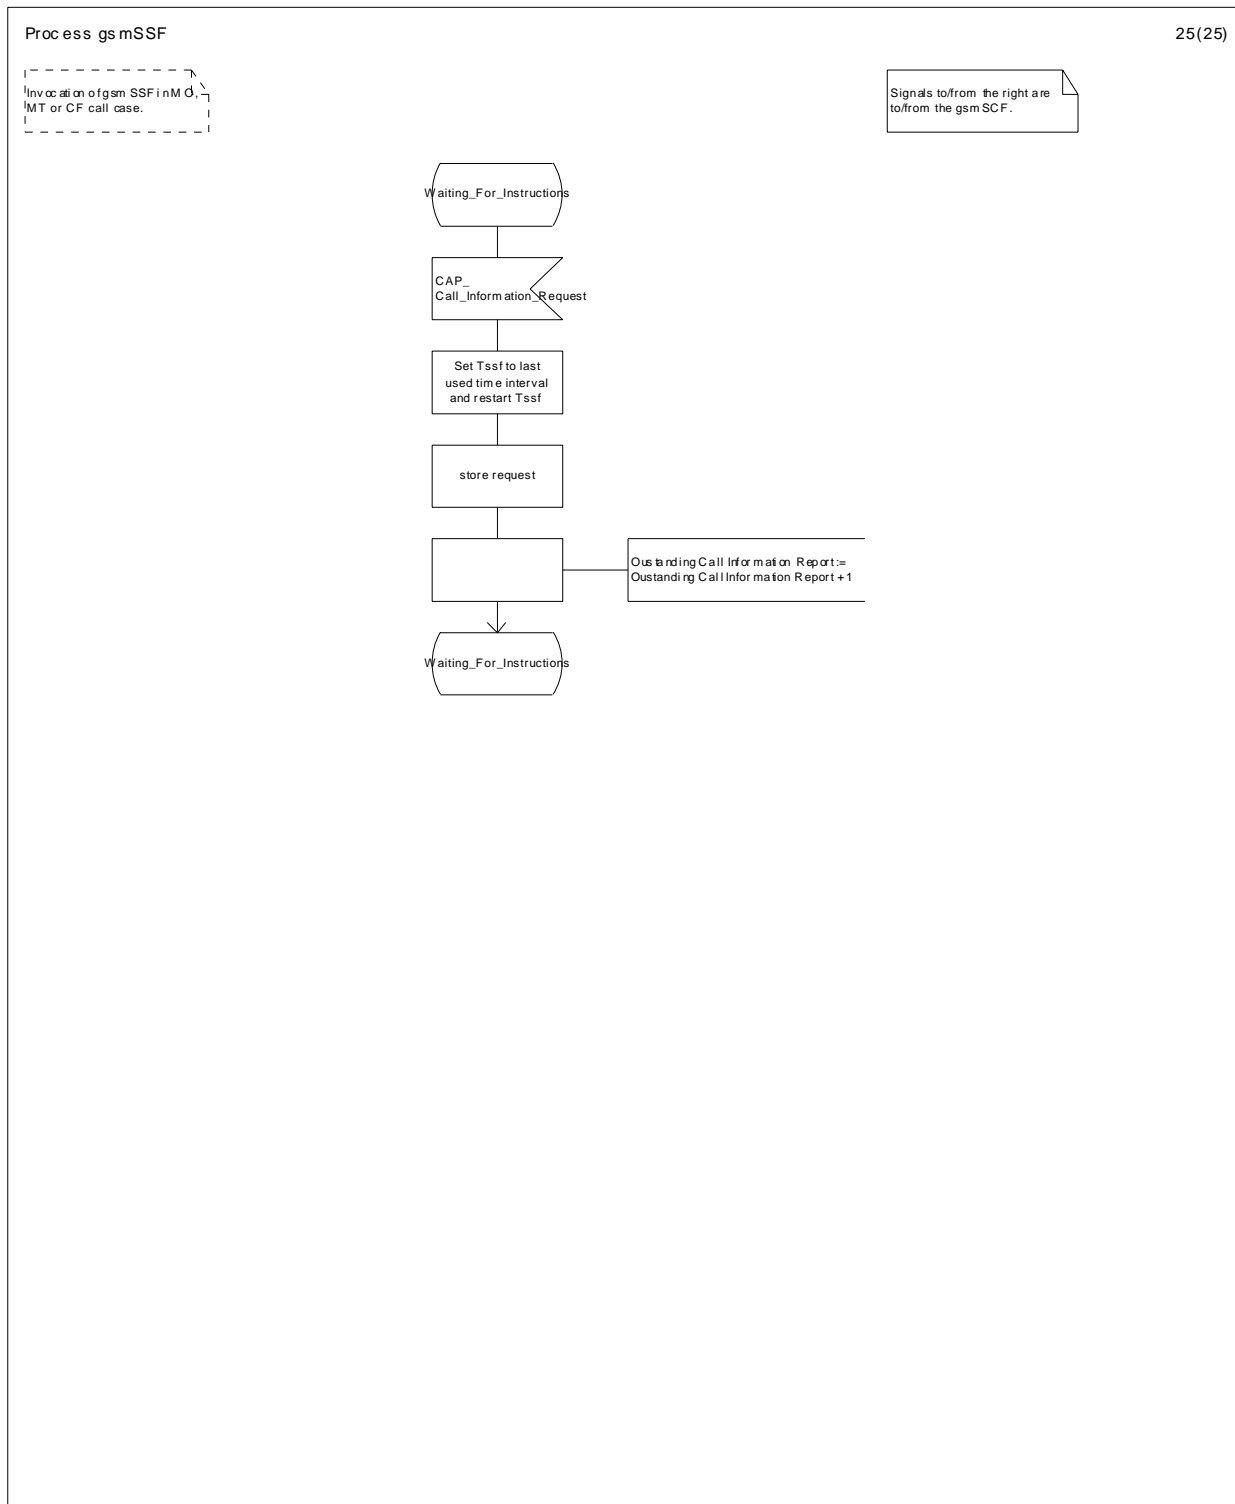 Process gsmSSF
25(25)
Invocation of gsm SSF in MO,
MT or CF call case.
Signals to/from the right are
to/from the gsmSCF.
Waiting_For_Instructions
CAP_
Call_Information_Request
Set Tssf to last
used time interval
and restart Tssf
store request
Oustanding Call Information Report :=
Oustanding Call Information Report + 1
Waiting_For_Instructions